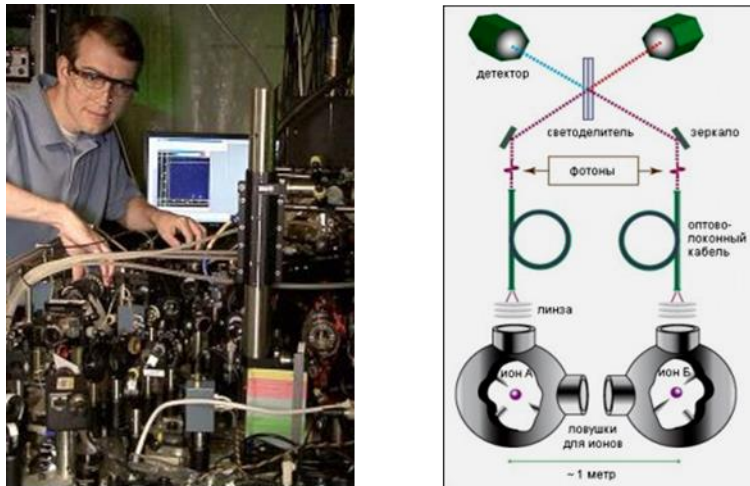 детектор
светоделитель
зеркало
фотоны
оптово-
локонный
кабель
линза
ион А
ион Б
ловушки
для ионов
~ 1 метр